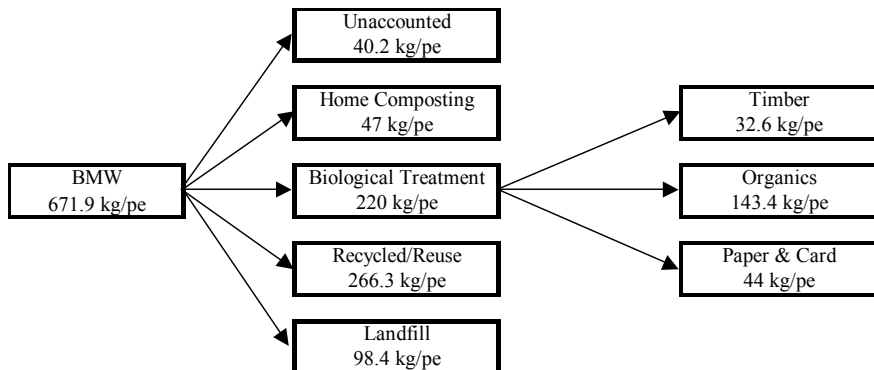 BMW
671.9 kg/pe
Unaccounted
40.2 kg/pe
Home Composting
47 kg/pe
Biological Treatment
220 kg/pe
Recycled/Reuse
266.3 kg/pe
Landfill
98.4 kg/pe
Timber
32.6 kg/pe
Organics
143.4 kg/pe
Paper & Card
44 kg/pe